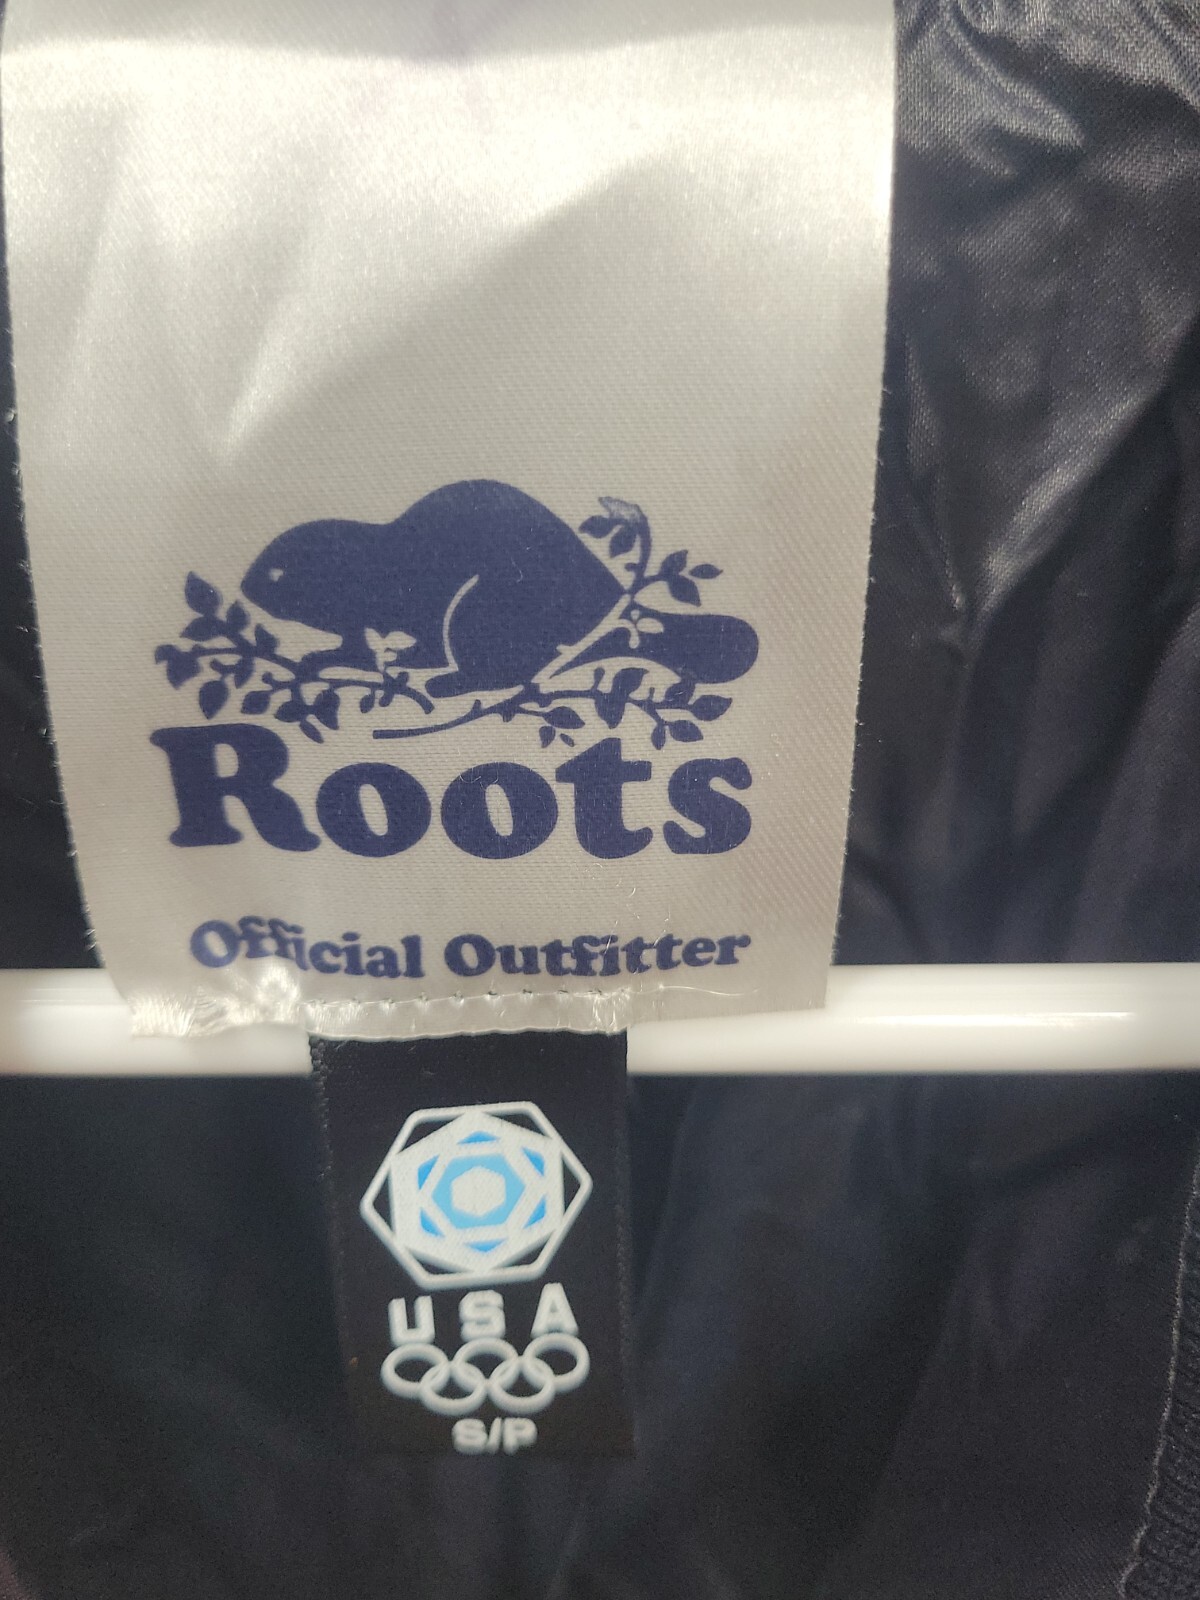 Roots
Official Outfitter
USA
S/P